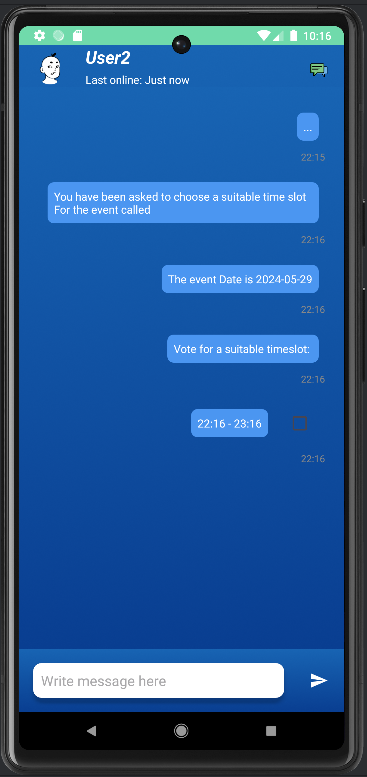 10:16
User2
Last online: Just now
...
22:15
You have been asked to choose a suitable time slot
For the event called
22:16
The event Date is 2024-05-29
22:16
Vote for a suitable timeslot:
22:16
22:16 - 23:16
22:16
Write message here